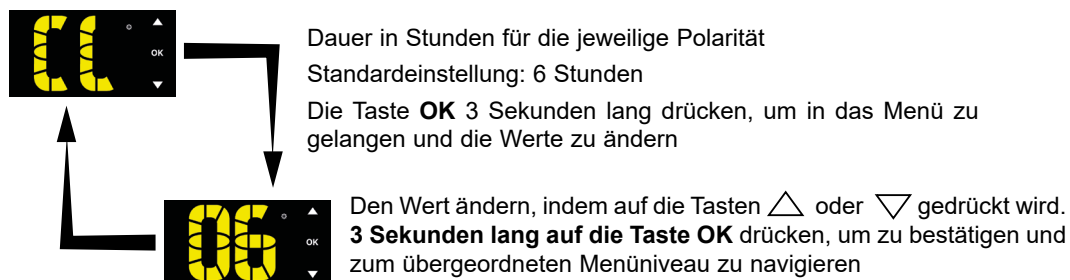 CL
OK
Dauer in Stunden für die jeweilige Polarität
Standardeinstellung: 6 Stunden
Die Taste OK 3 Sekunden lang drücken, um in das Menü zu
gelangen und die Werte zu ändern
06
OK
Den Wert ändern, indem auf die Tasten △ oder ▽ gedrückt wird.
3 Sekunden lang auf die Taste OK drücken, um zu bestätigen und
zum übergeordneten Menüniveau zu navigieren